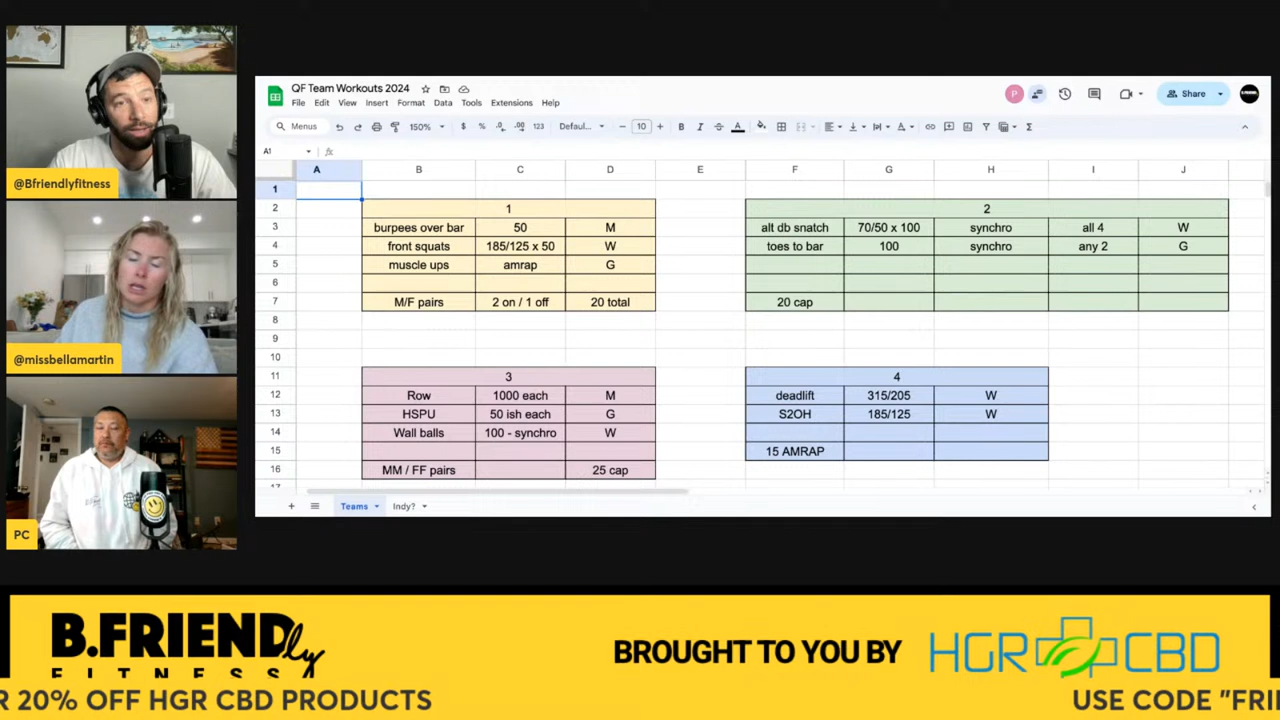 @Bfriendlyfitness
@missbellamartin
PC
QF Team Workouts 2024
File Edit View Insert Format Data Tools Extensions Help
P
Share
Menus
150%
$ % .0 .00 123
Defaul...
10
B I A
A1
fx
A B C D E F G H I J
1
2 1 2
3 burpees over bar 50 M alt db snatch 70/50 x 100 synchro all 4 W
4 front squats 185/125 x 50 W toes to bar 100 synchro any 2 G
5 muscle ups amrap G
6
7 M/F pairs 2 on / 1 off 20 total 20 cap
8
9
10
11 3 4
12 Row 1000 each M deadlift 315/205 W
13 HSPU 50 ish each G S2OH 185/125 W
14 Wall balls 100 - synchro W
15 15 AMRAP
16 MM / FF pairs 25 cap
17
Teams Indy?
B.FRIENDly
FITNESS
BROUGHT TO YOU BY
HGR CBD
R 20% OFF HGR CBD PRODUCTS
USE CODE "FRI